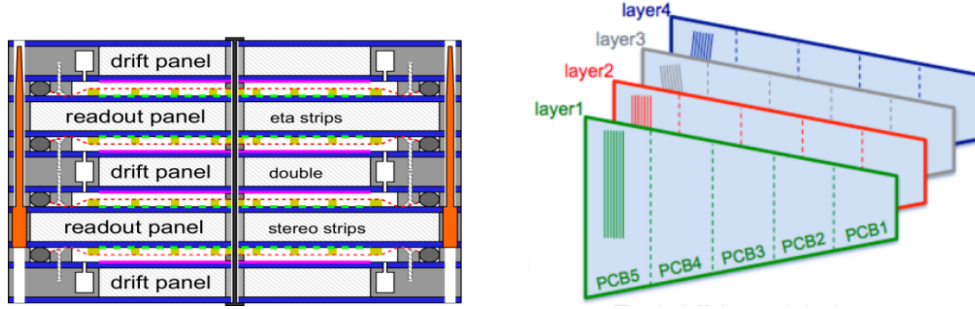 drift panel
readout panel eta strips
drift panel double
readout panel stereo strips
drift panel
layer4
layer3
layer2
layer1
PCB5 PCB4 PCB3 PCB2 PCB1